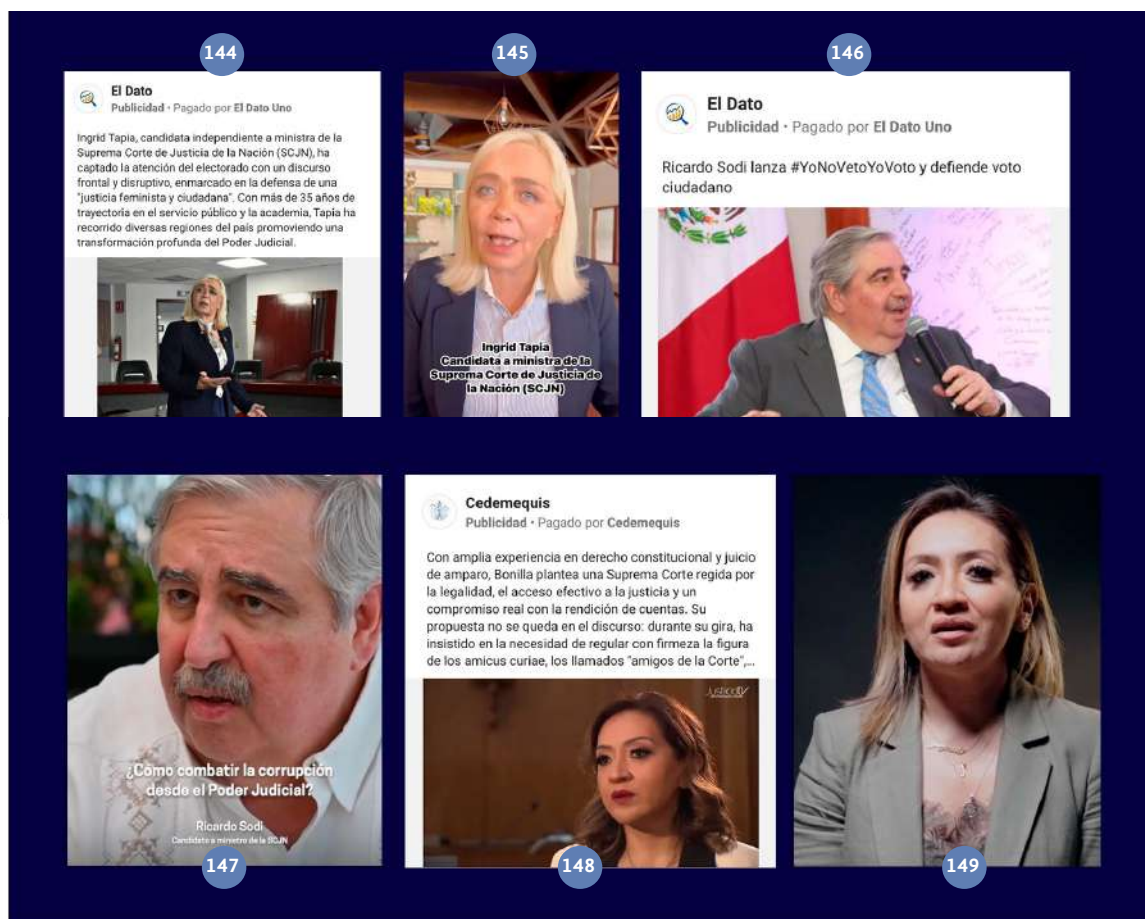 144
145
146
El Dato
Publicidad • Pagado por El Dato Uno
Ingrid Tapia, candidata independiente a ministra de la
Suprema Corte de Justicia de la Nación (SCJN), ha
captado la atención del electorado con un discurso
frontal y disruptivo, enmarcado en la defensa de una
"justicia feminista y ciudadana". Con más de 35 años de
trayectoria en el servicio público y la academia, Tapia ha
recorrido diversas regiones del país promoviendo una
transformación profunda del Poder Judicial.
Ingrid Tapia
Candidata a ministra de la
Suprema Corte de Justicia de
la Nación (SCJN)
El Dato
Publicidad • Pagado por El Dato Uno
Ricardo Sodi lanza #YoNoVetoYoVoto y defiende voto
ciudadano
¿Cómo combatir la corrupción
desde el Poder Judicial?
Ricardo Sodi
Candidato a ministro de la SCJN
147
Cedemequis
Publicidad • Pagado por Cedemequis
Con amplia experiencia en derecho constitucional y juicio
de amparo, Bonilla plantea una Suprema Corte regida por
la legalidad, el acceso efectivo a la justicia y un
compromiso real con la rendición de cuentas. Su
propuesta no se queda en el discurso: durante su gira, ha
insistido en la necesidad de regular con firmeza la figura
de los amicus curiae, los llamados "amigos de la Corte",...
justiciatv
148
149